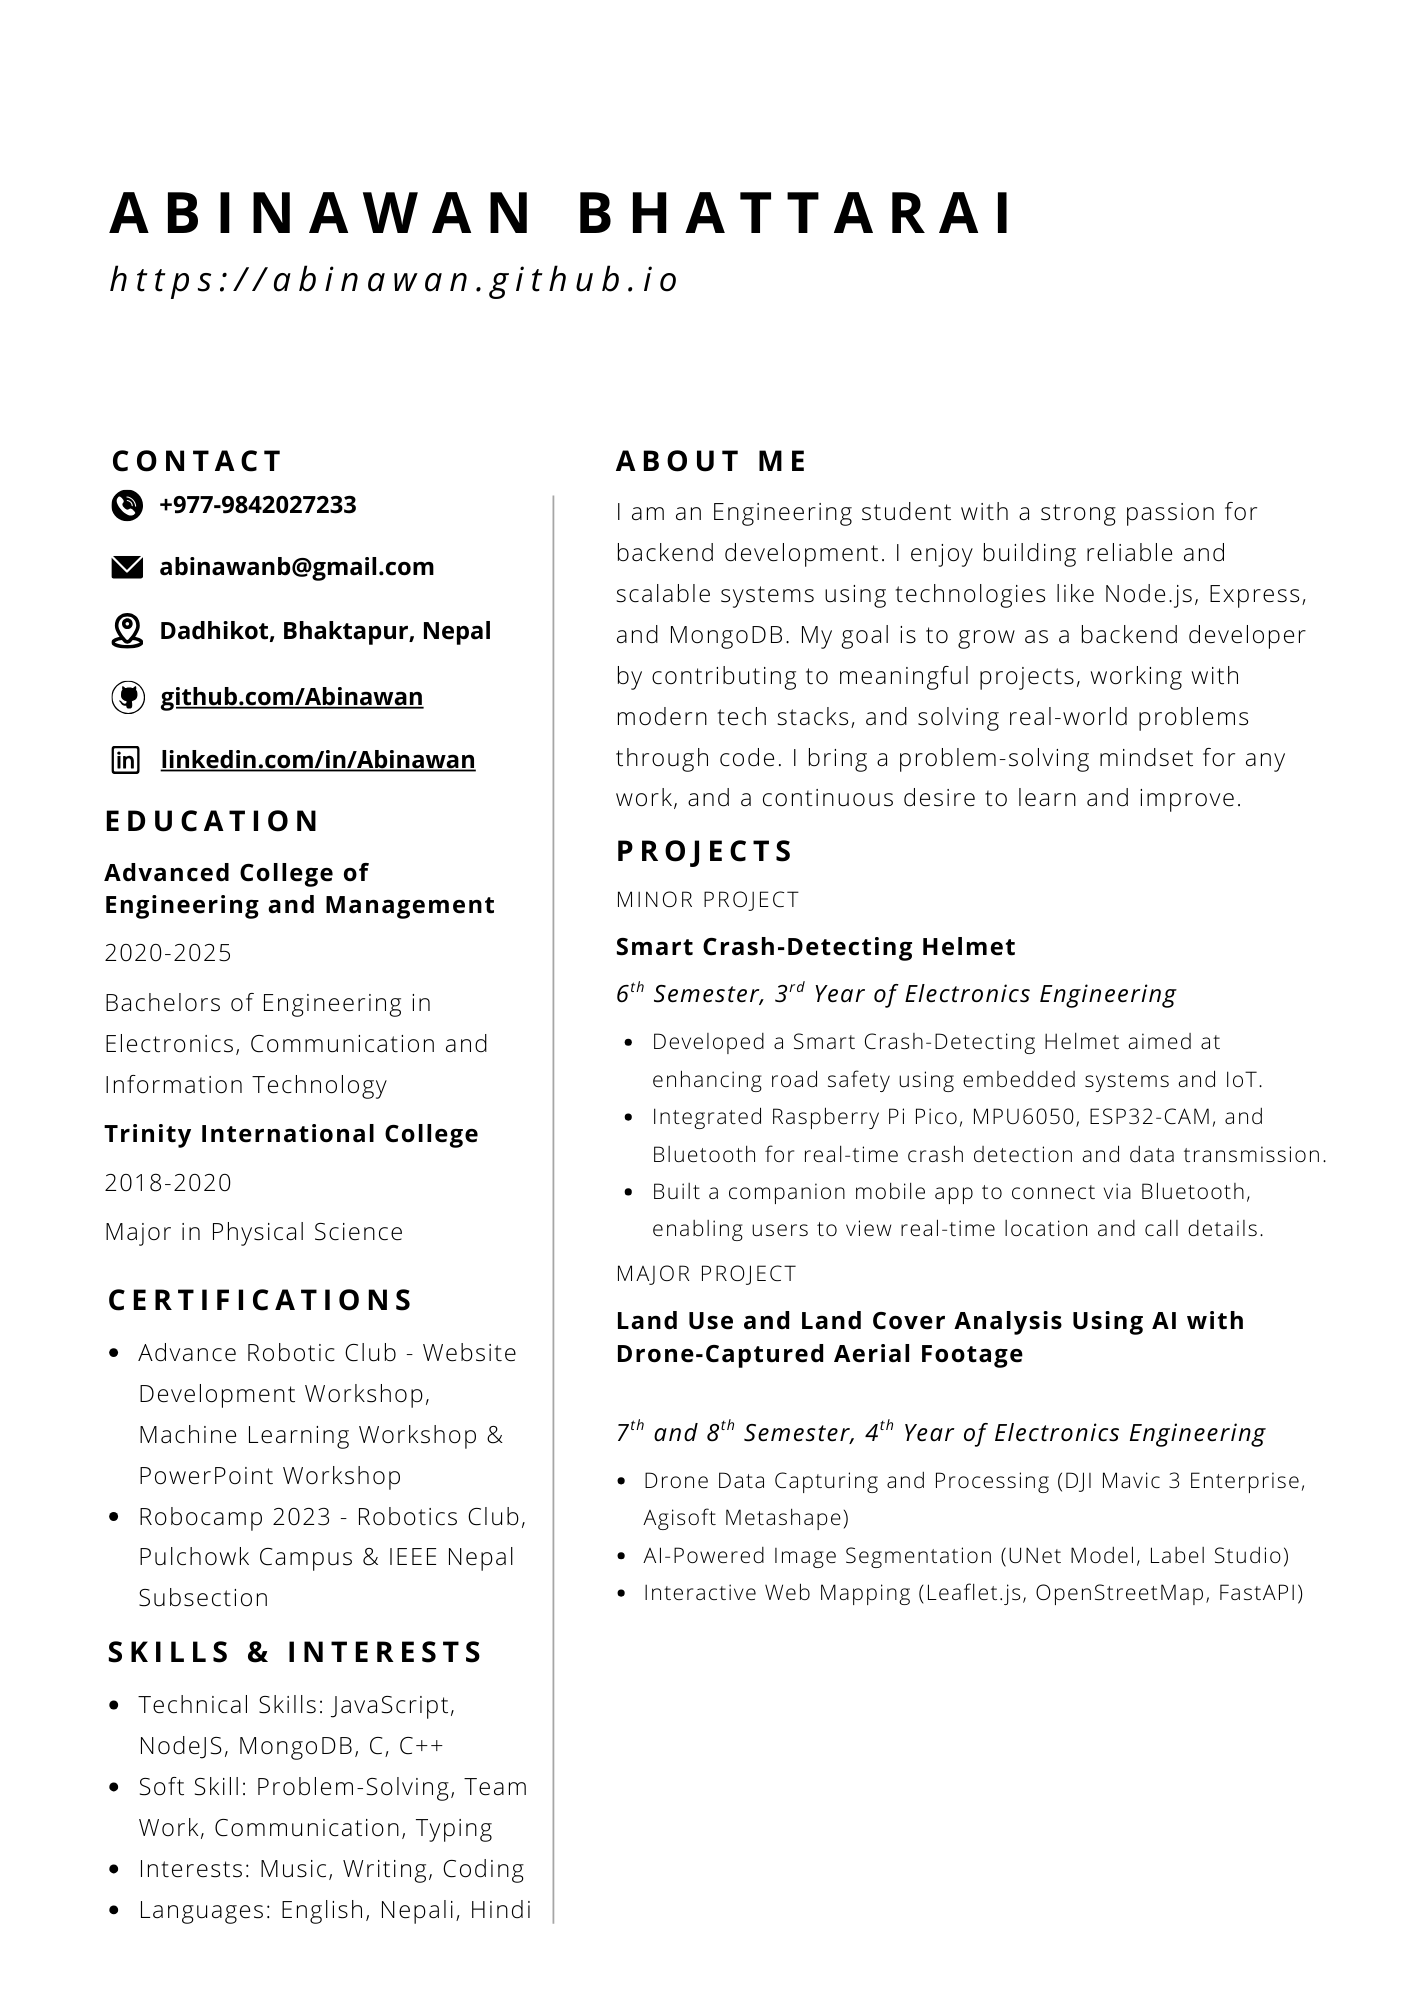 ABINAWAN BHATTARAI
https://abinawan.github.io
CONTACT
+977-9842027233
abinawanb@gmail.com
Dadhikot, Bhaktapur, Nepal
github.com/Abinawan
linkedin.com/in/Abinawan
EDUCATION
Advanced College of
Engineering and Management
2020-2025
Bachelors of Engineering in
Electronics, Communication and
Information Technology
Trinity International College
2018-2020
Major in Physical Science
CERTIFICATIONS
• Advance Robotic Club - Website
Development Workshop,
Machine Learning Workshop &
PowerPoint Workshop
• Robocamp 2023 - Robotics Club,
Pulchowk Campus & IEEE Nepal
Subsection
SKILLS & INTERESTS
• Technical Skills: JavaScript,
NodeJS, MongoDB, C, C++
• Soft Skill: Problem-Solving, Team
Work, Communication, Typing
• Interests: Music, Writing, Coding
• Languages: English, Nepali, Hindi
ABOUT ME
I am an Engineering student with a strong passion for
backend development. I enjoy building reliable and
scalable systems using technologies like Node.js, Express,
and MongoDB. My goal is to grow as a backend developer
by contributing to meaningful projects, working with
modern tech stacks, and solving real-world problems
through code. I bring a problem-solving mindset for any
work, and a continuous desire to learn and improve.
PROJECTS
MINOR PROJECT
Smart Crash-Detecting Helmet
6th Semester, 3rd Year of Electronics Engineering
• Developed a Smart Crash-Detecting Helmet aimed at
enhancing road safety using embedded systems and IoT.
• Integrated Raspberry Pi Pico, MPU6050, ESP32-CAM, and
Bluetooth for real-time crash detection and data transmission.
• Built a companion mobile app to connect via Bluetooth,
enabling users to view real-time location and call details.
MAJOR PROJECT
Land Use and Land Cover Analysis Using AI with
Drone-Captured Aerial Footage
7th and 8th Semester, 4th Year of Electronics Engineering
• Drone Data Capturing and Processing (DJI Mavic 3 Enterprise,
Agisoft Metashape)
• AI-Powered Image Segmentation (UNet Model, Label Studio)
• Interactive Web Mapping (Leaflet.js, OpenStreetMap, FastAPI)